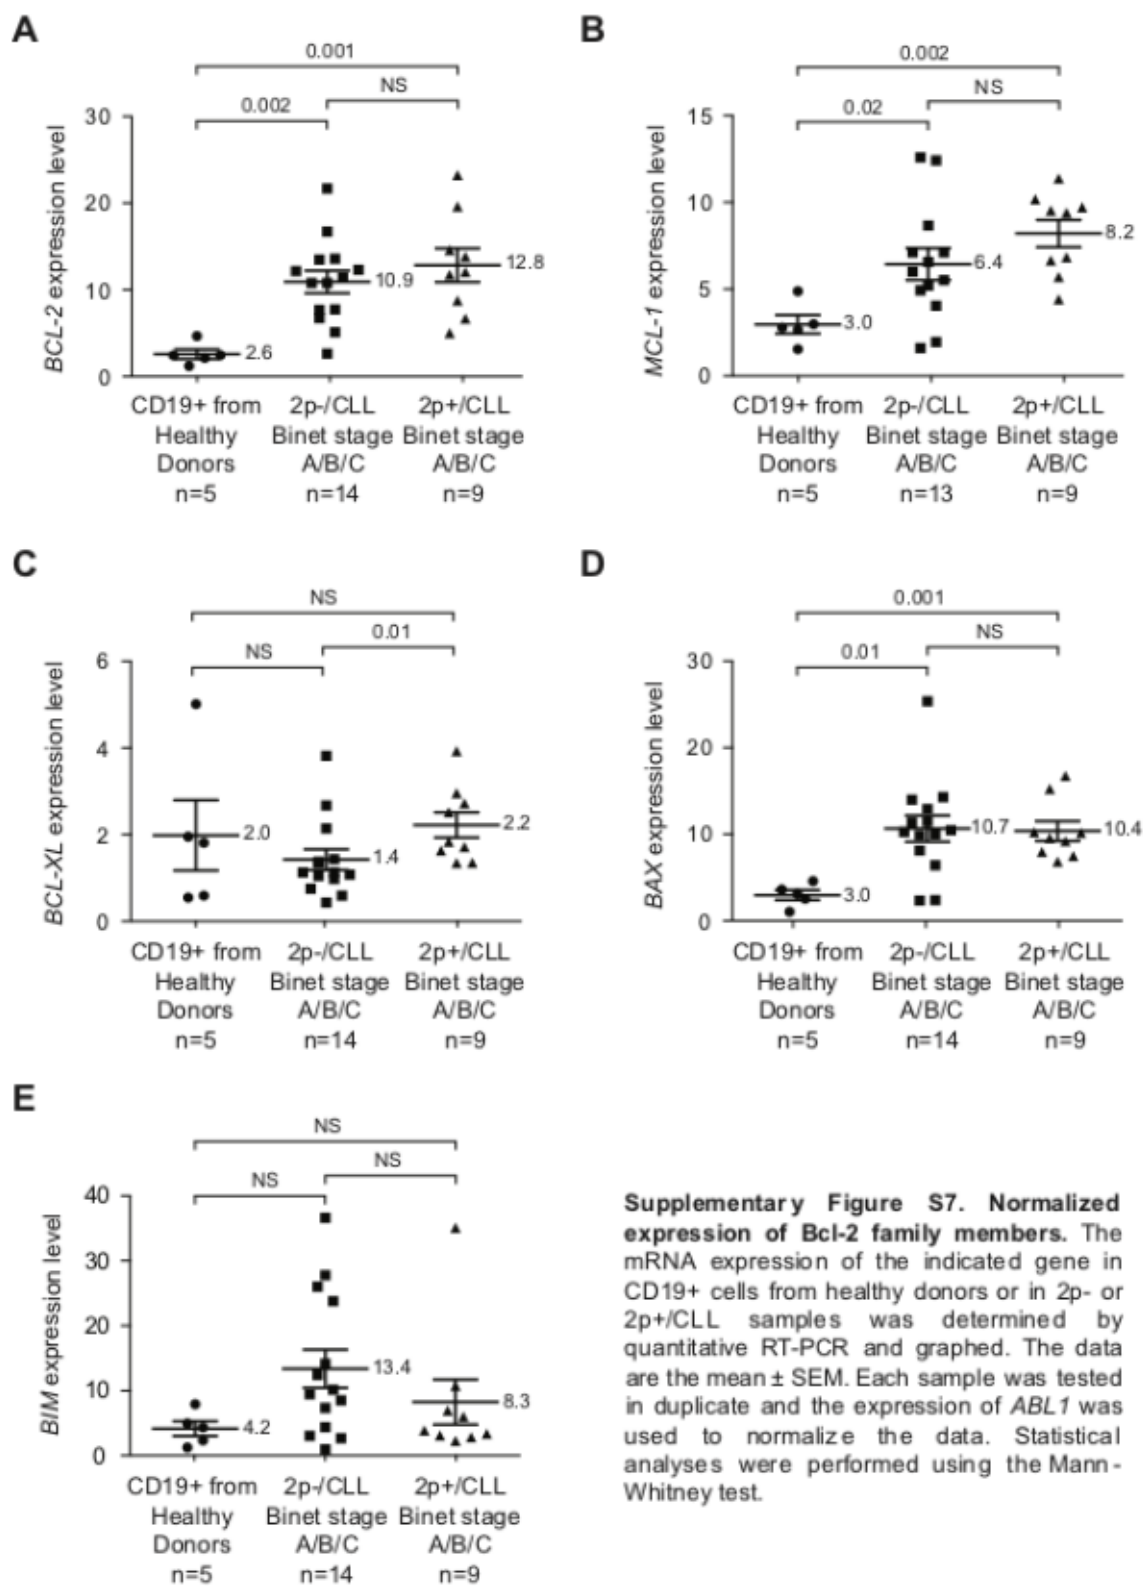 A
0.001
NS
0.002
30
20
10
0
BCL-2 expression level
2.6
10.9
12.8
CD19+ from
Healthy
Donors
n=5
2p-/CLL
Binet stage
A/B/C
n=14
2p+/CLL
Binet stage
A/B/C
n=9
B
0.002
NS
0.02
15
10
5
0
MCL-1 expression level
3.0
6.4
8.2
CD19+ from
Healthy
Donors
n=5
2p-/CLL
Binet stage
A/B/C
n=13
2p+/CLL
Binet stage
A/B/C
n=9
C
NS
0.01
NS
6
4
2
0
BCL-XL expression level
2.0
1.4
2.2
CD19+ from
Healthy
Donors
n=5
2p-/CLL
Binet stage
A/B/C
n=14
2p+/CLL
Binet stage
A/B/C
n=9
D
0.001
NS
0.01
30
20
10
0
BAX expression level
3.0
10.7
10.4
CD19+ from
Healthy
Donors
n=5
2p-/CLL
Binet stage
A/B/C
n=14
2p+/CLL
Binet stage
A/B/C
n=9
E
NS
NS
NS
40
30
20
10
0
BIM expression level
4.2
13.4
8.3
CD19+ from
Healthy
Donors
n=5
2p-/CLL
Binet stage
A/B/C
n=14
2p+/CLL
Binet stage
A/B/C
n=9
Supplementary Figure S7. Normalized
expression of Bcl-2 family members. The
mRNA expression of the indicated gene in
CD19+ cells from healthy donors or in 2p- or
2p+/CLL samples was determined by
quantitative RT-PCR and graphed. The data
are the mean ± SEM. Each sample was tested
in duplicate and the expression of ABL1 was
used to normalize the data. Statistical
analyses were performed using the Mann-
Whitney test.